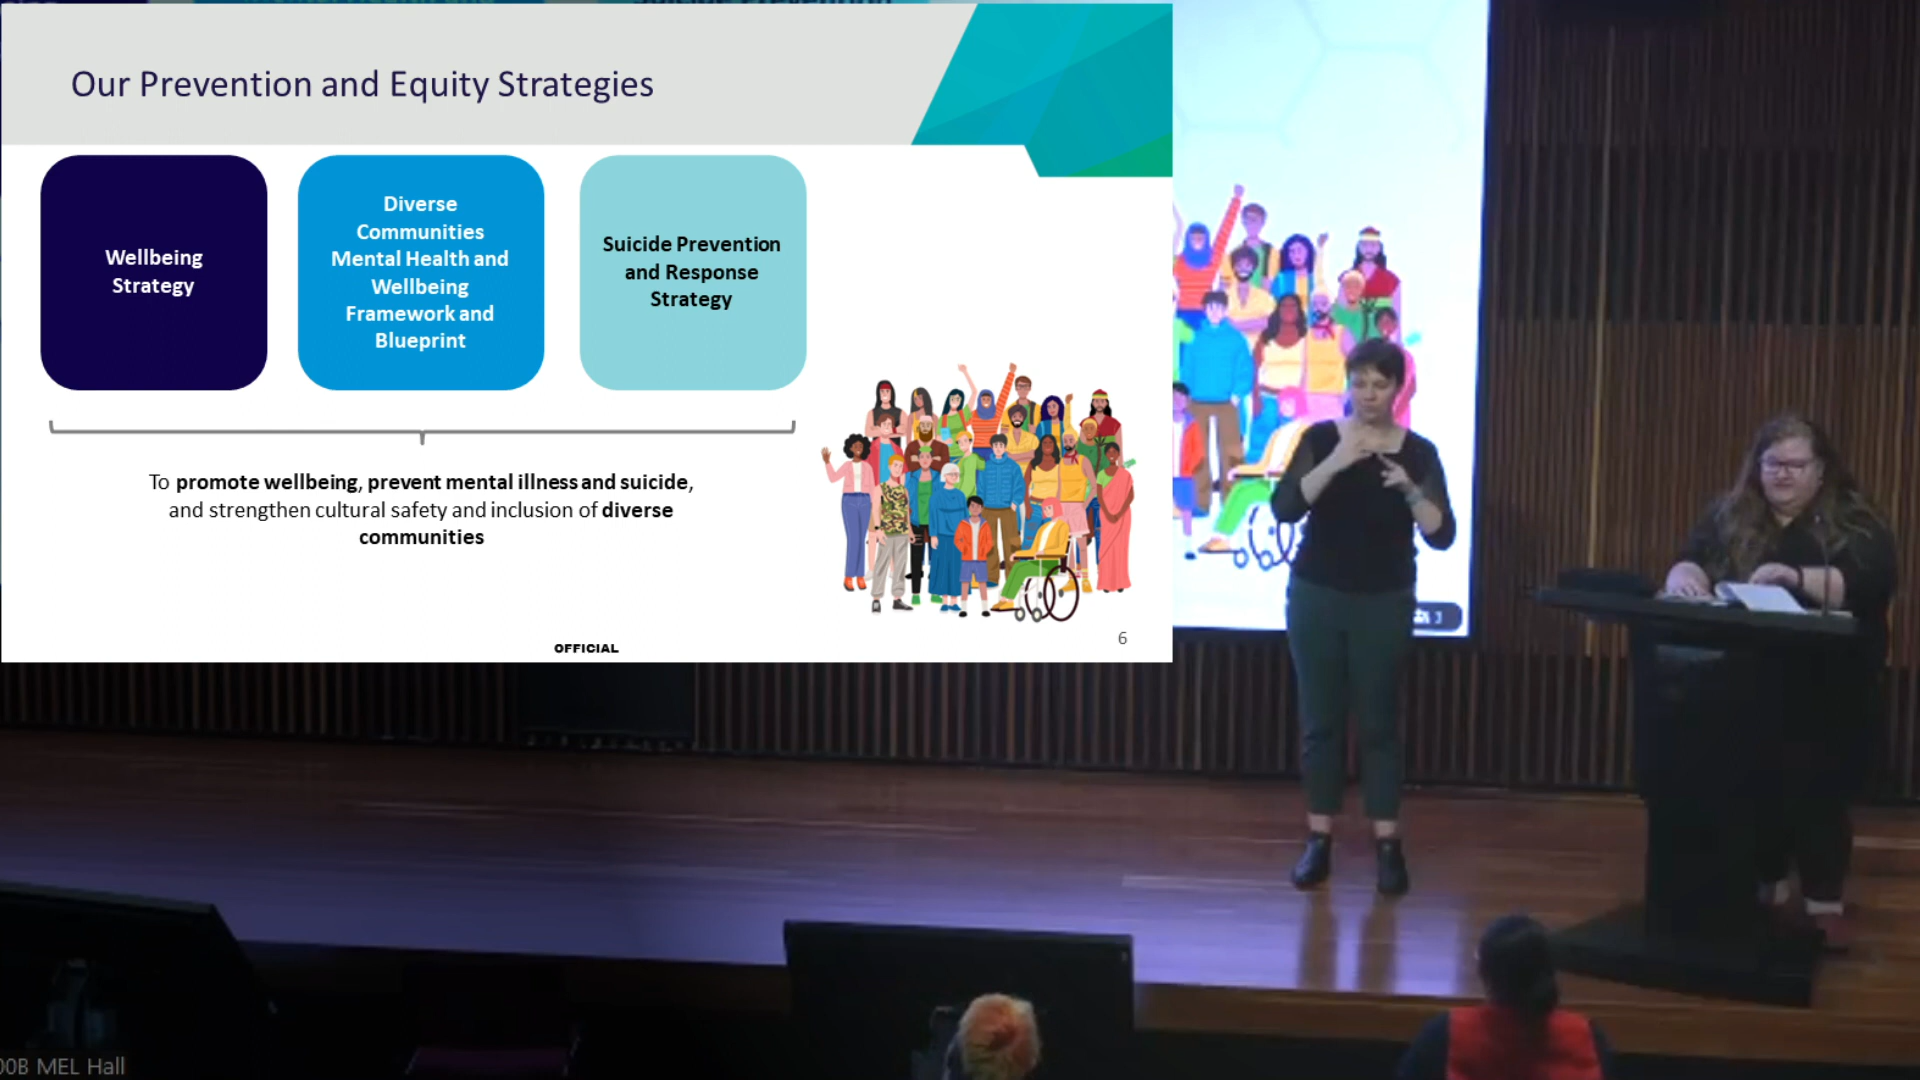 Our Prevention and Equity Strategies
Wellbeing
Strategy
Diverse
Communities
Mental Health and
Wellbeing
Framework and
Blueprint
Suicide Prevention
and Response
Strategy
To promote wellbeing, prevent mental illness and suicide,
and strengthen cultural safety and inclusion of diverse
communities
OFFICIAL
6
3
00B MEL Hall